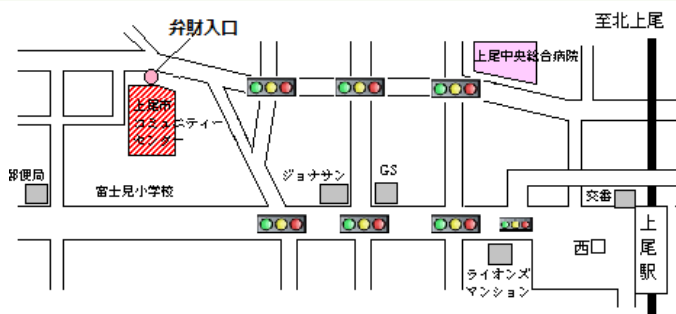 至北上尾
弁財入口
上尾中央総合病院
上尾市
コミュニティー
センター
郵便局
富士見小学校
ジョナサン
GS
交番
上
尾
駅
西口
ライオンズ
マンション